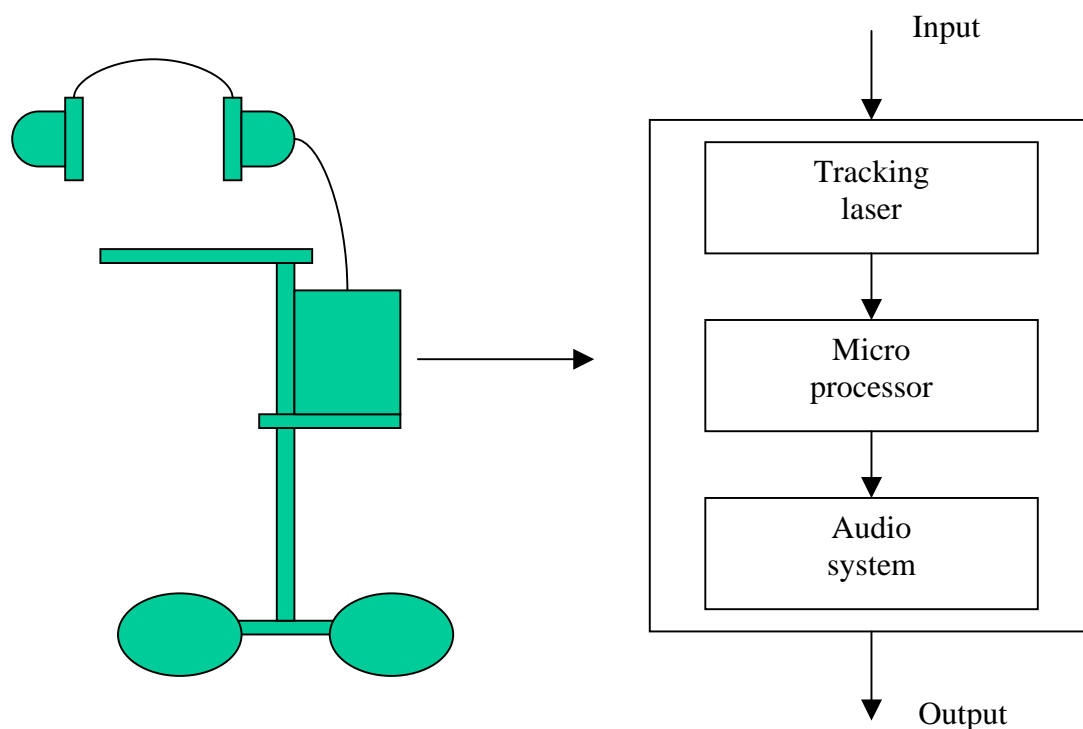 Input
Tracking
laser
Micro
processor
Audio
system
Output